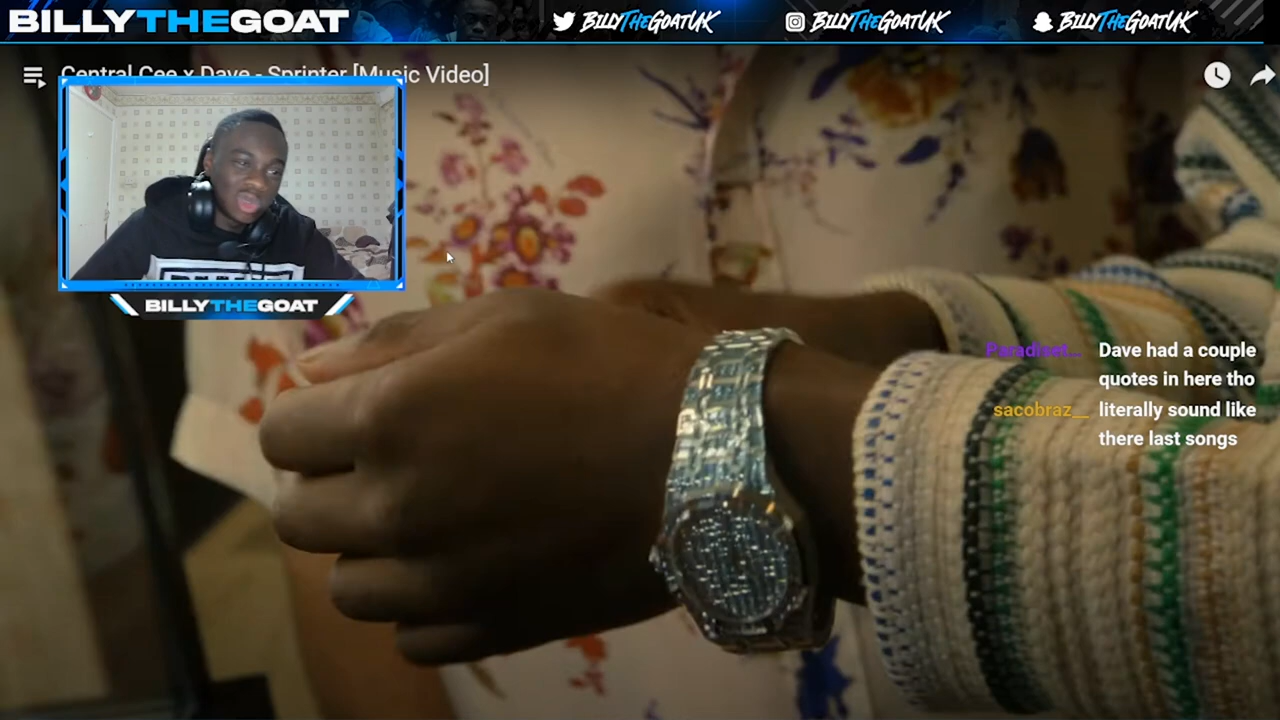 BILLYTHEGOAT
BILLYTHEGOATUK
BILLYTHEGOATUK
BILLYTHEGOATUK
Central Cee x Dave - Sprinter [Music Video]
BILLYTHEGOAT
Dave had a couple
quotes in here tho
sacobraz__ literally sound like
there last songs